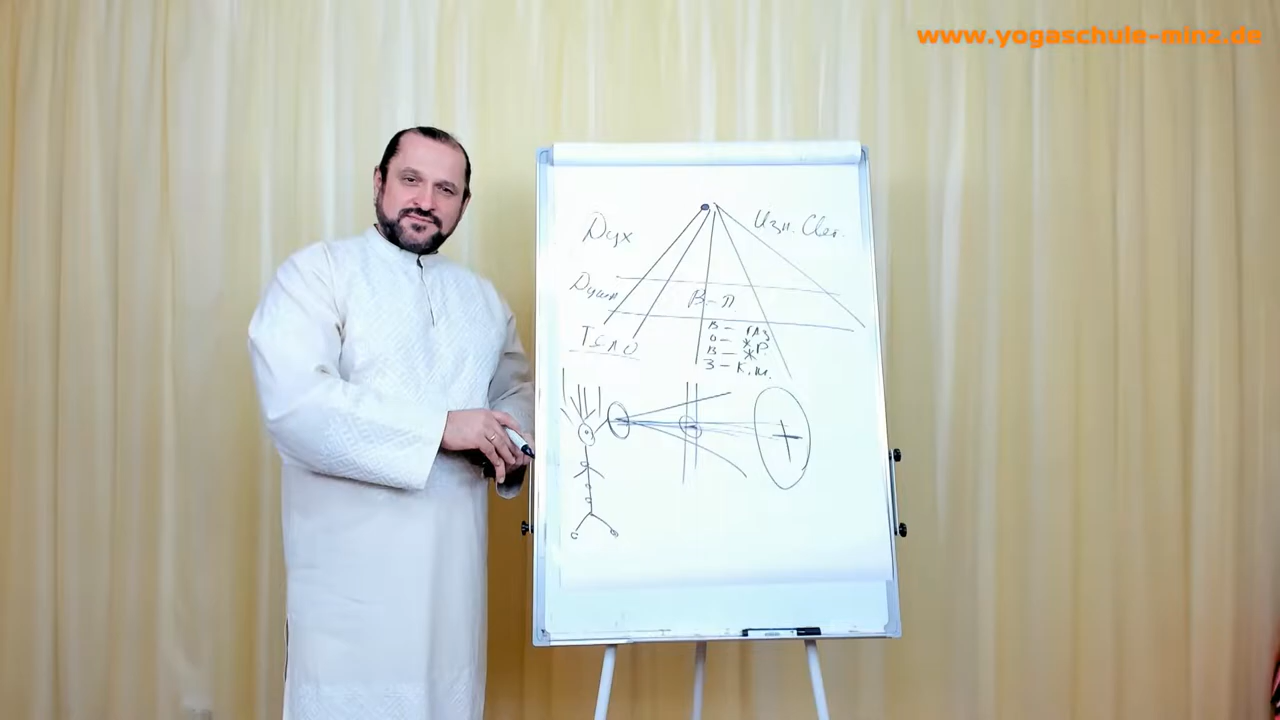 www.yogaschule-minz.de
Дух
Изн. Свет.
Душа
В-П
Тело
В - газ
О - ж
В - ж
З - К.т.